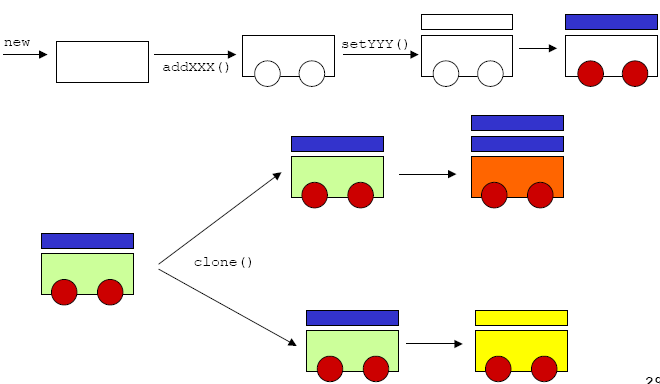 new
addXXX()
setYYY()
clone()